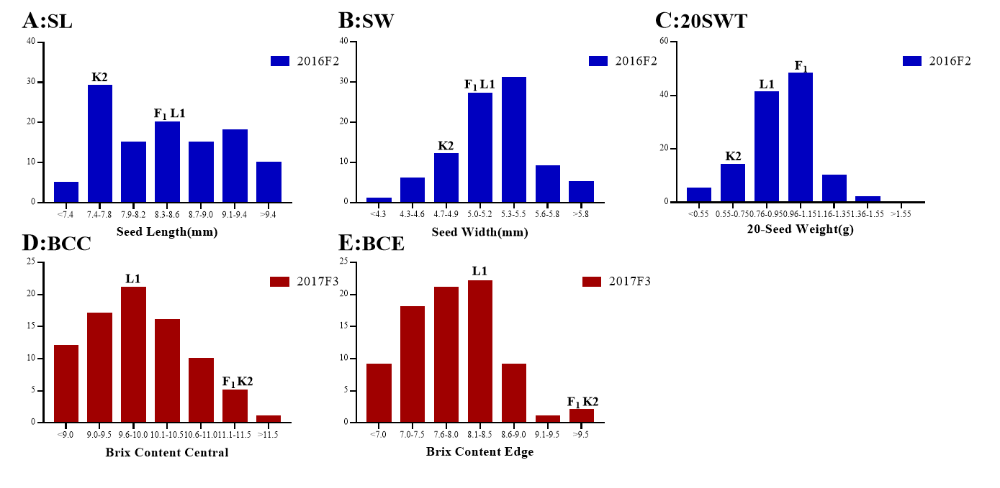 A:SL
40
30
20
10
0
K2
F1 L1
2016F2
<7.4 7.4-7.8 7.9-8.2 8.3-8.6 8.7-9.0 9.1-9.4 >9.4
Seed Length(mm)
B:SW
40
30
20
10
0
K2
F1 L1
2016F2
<4.3 4.3-4.6 4.7-4.9 5.0-5.2 5.3-5.5 5.6-5.8 >5.8
Seed Width(mm)
C:20SWT
60
40
20
0
K2
L1
F1
2016F2
<0.55 0.55-0.75 0.76-0.95 0.96-1.15 1.16-1.35 1.36-1.55 >1.55
20-Seed Weight(g)
D:BCC
25
20
15
10
5
0
L1
F1 K2
2017F3
<9.0 9.0-9.5 9.6-10.0 10.1-10.5 10.6-11.0 11.1-11.5 >11.5
Brix Content Central
E:BCE
25
20
15
10
5
0
L1
F1 K2
2017F3
<7.0 7.0-7.5 7.6-8.0 8.1-8.5 8.6-9.0 9.1-9.5 >9.5
Brix Content Edge